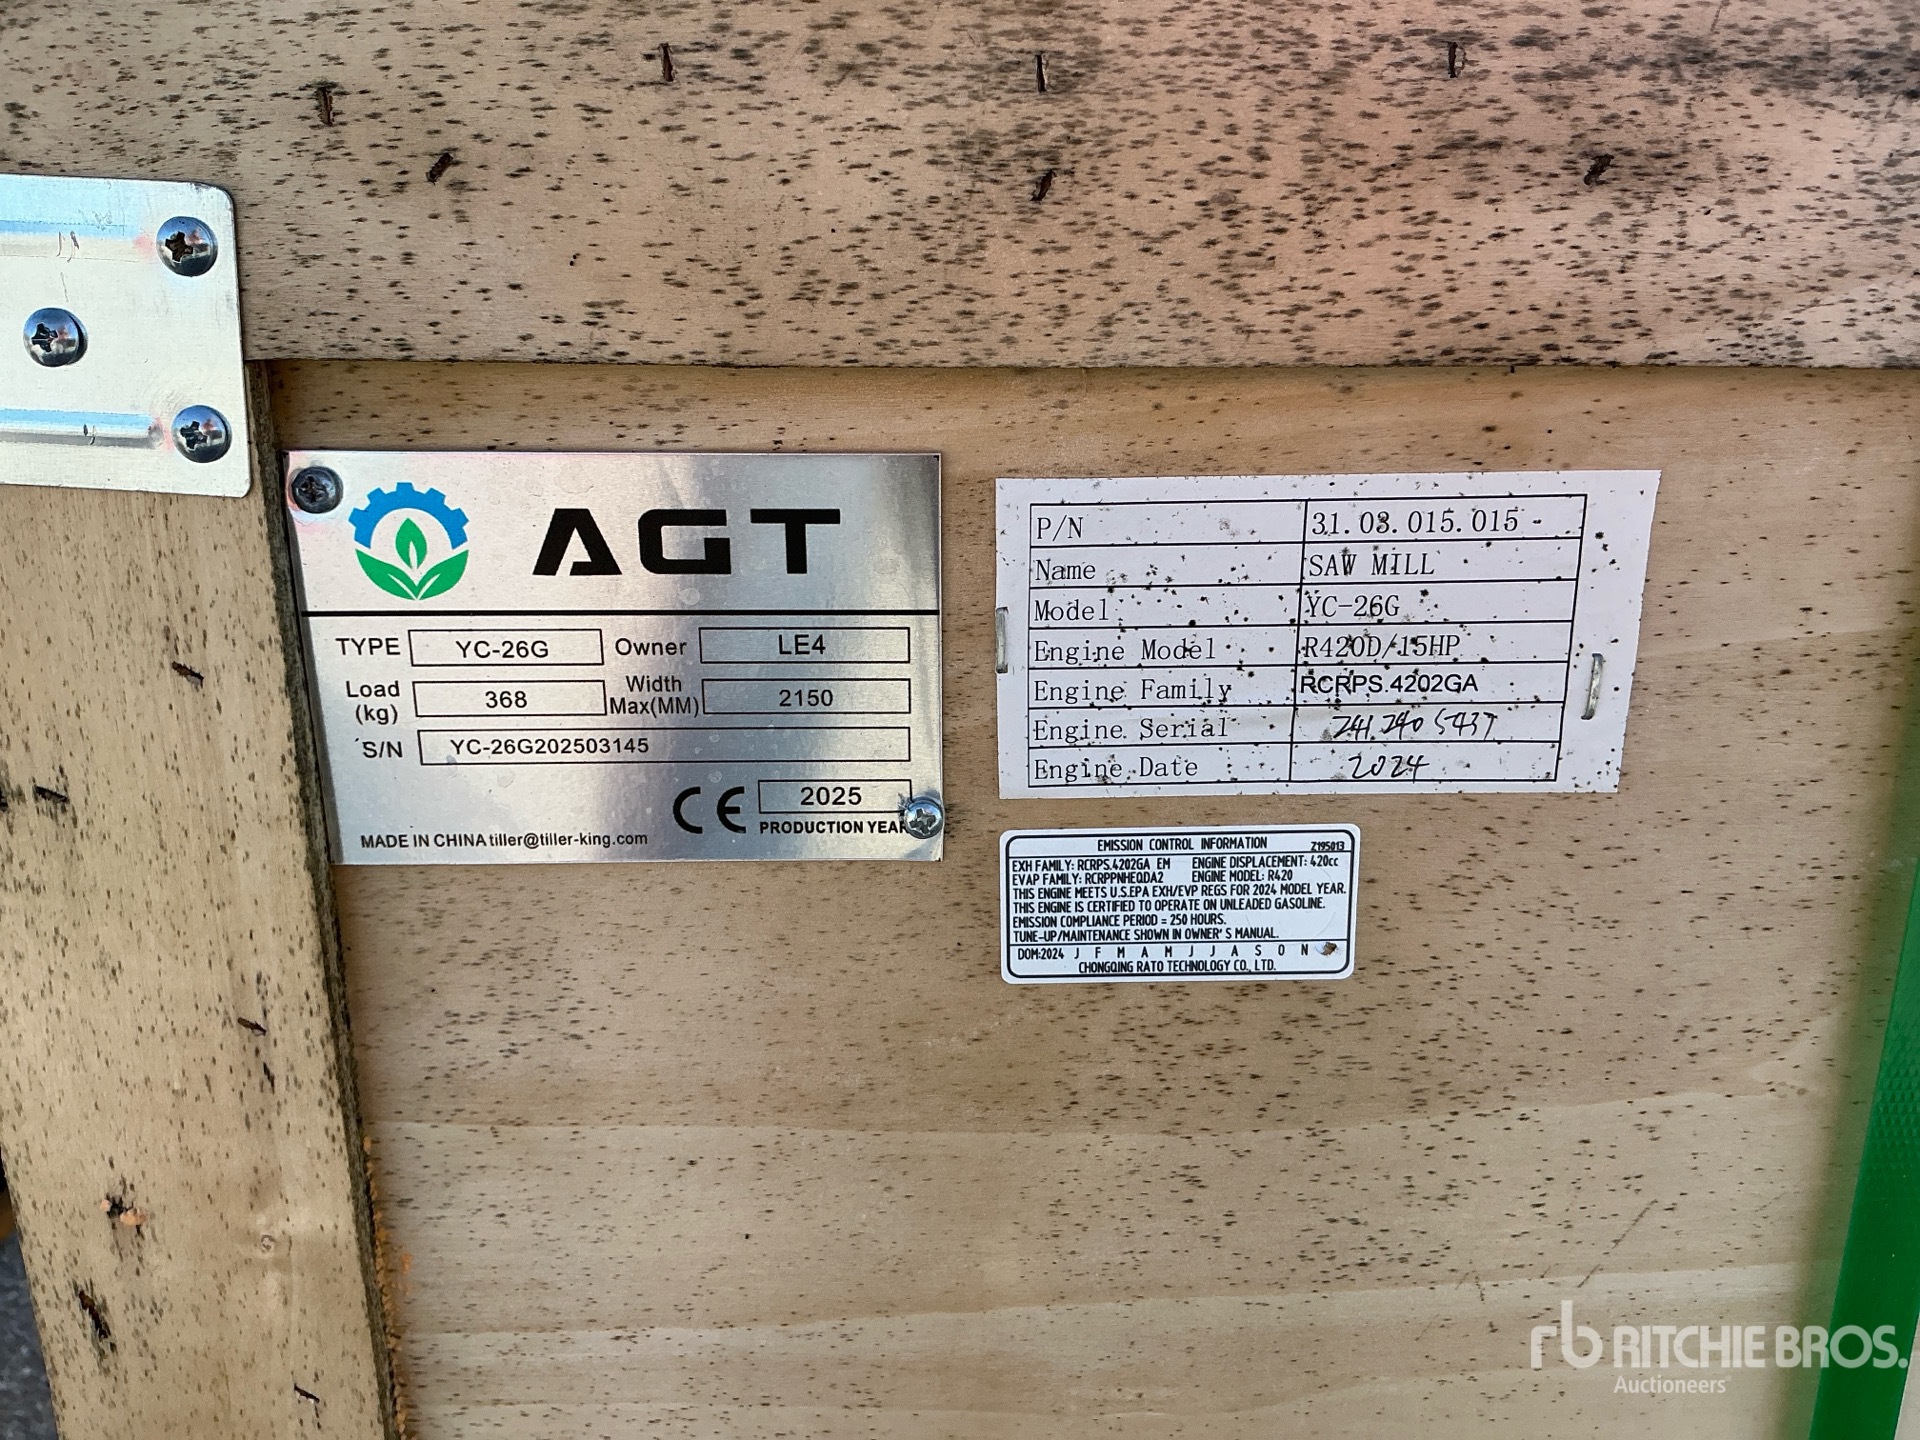 AGT
TYPE YC-26G Owner LE4
Load (kg) 368 Width Max(MM) 2150
S/N YC-26G202503145
CE 2025
PRODUCTION YEAR
MADE IN CHINA tiller@tiller-king.com
P/N 31.03.015.015
Name SAW MILL
Model YC-26G
Engine Model R420D/15HP
Engine Family RCRPS.4202GA
Engine Serial
Engine Date 2024
EMISSION CONTROL INFORMATION Z195013
EXH FAMILY: RCRPS.4202GA EM ENGINE DISPLACEMENT: 420cc
EVAP FAMILY: RCRPPNHEQDA2 ENGINE MODEL: R420
THIS ENGINE MEETS U.S.EPA EXH/EVP REGS FOR 2024 MODEL YEAR.
THIS ENGINE IS CERTIFIED TO OPERATE ON UNLEADED GASOLINE.
EMISSION COMPLIANCE PERIOD = 250 HOURS.
TUNE-UP/MAINTENANCE SHOWN IN OWNER'S MANUAL.
DOM:2024 J F M A M J J A S O N
CHONGQING RATO TECHNOLOGY CO., LTD.
rb RITCHIE BROS.
Auctioneers